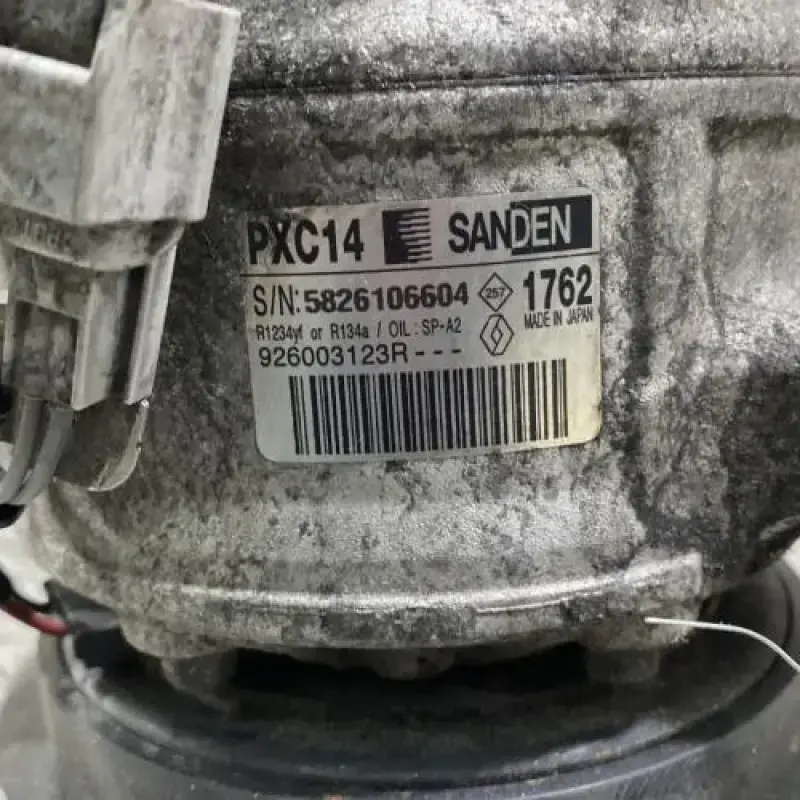 PXC14 SANDEN
S/N: 5826106604 257 1762
R1234yf or R134a / OIL : SP-A2 MADE IN JAPAN
926003123R - - -